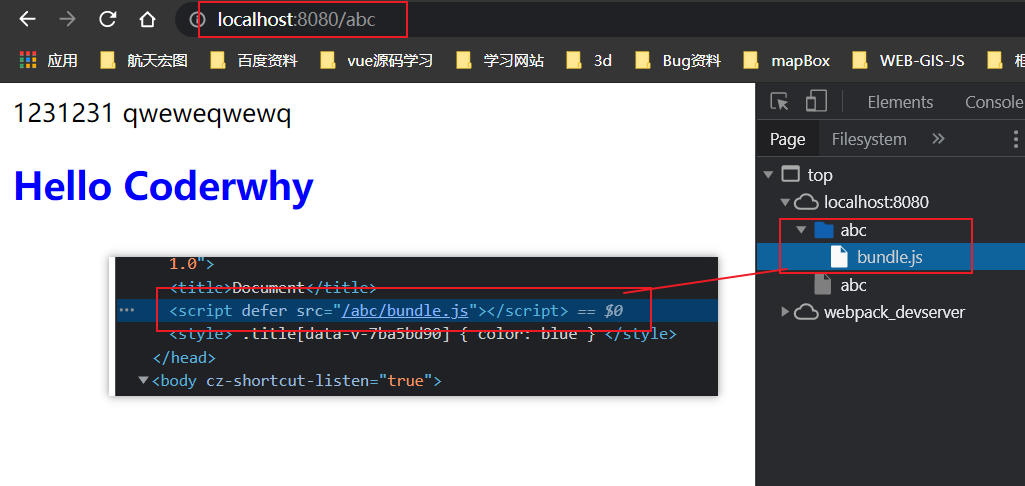 localhost:8080/abc
应用 航天宏图 百度资料 vue源码学习 学习网站 3d Bug资料 mapBox WEB-GIS-JS
1231231 qweweqwewq
Hello Coderwhy
Elements Console
Page Filesystem »
top
localhost:8080
abc
bundle.js
abc
webpack_devserver
1.0">
<title>Document</title>
<script defer src="/abc/bundle.js"></script> == $0
<style> .title[data-v-7ba5bd90] { color: blue } </style>
</head>
<body cz-shortcut-listen="true">